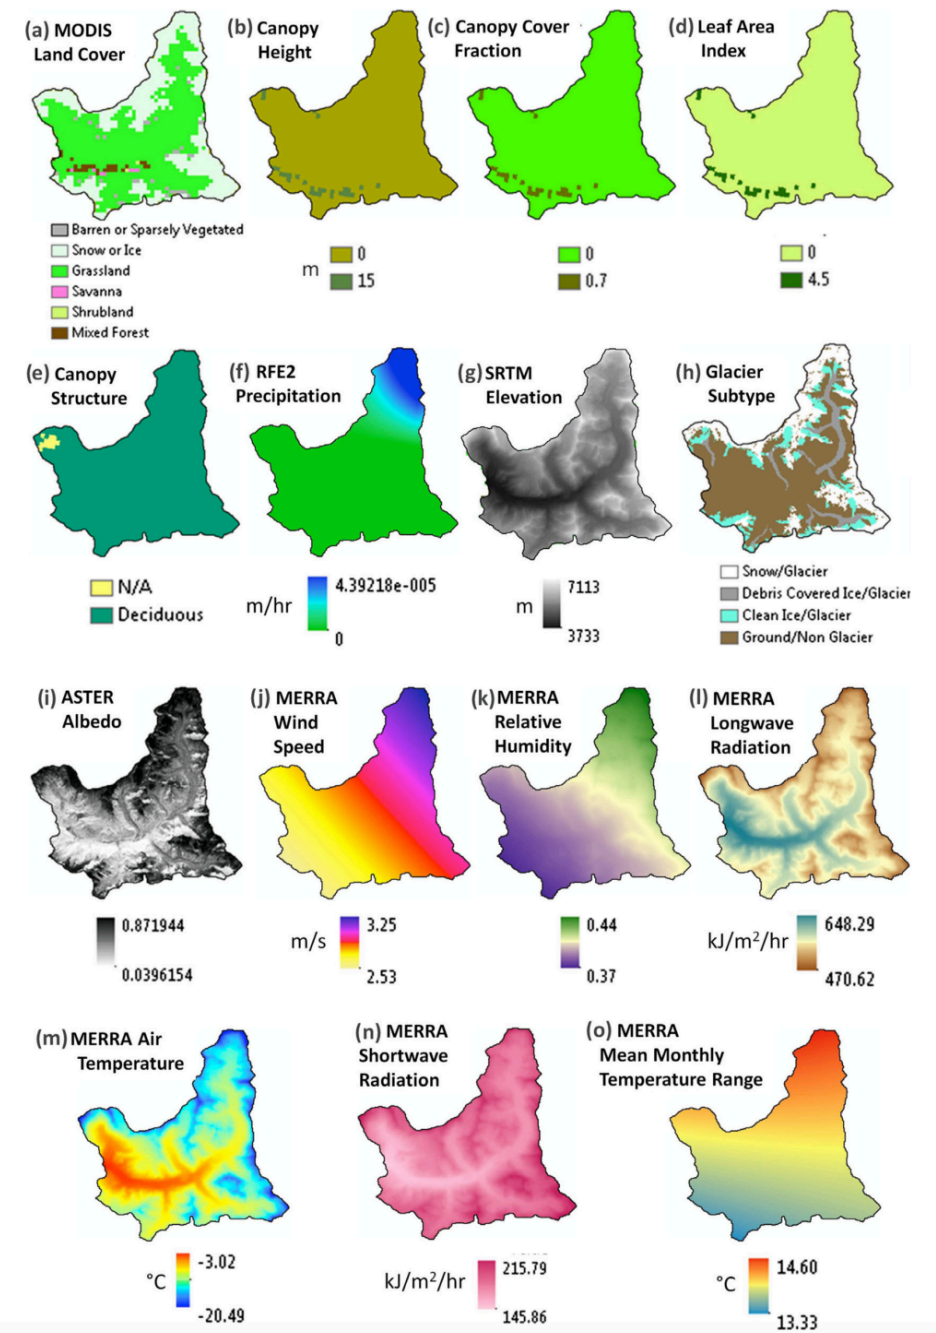 (a) MODIS
Land Cover
(b) Canopy
Height
(c) Canopy Cover
Fraction
(d) Leaf Area
Index
Barren or Sparsely Vegetated
Snow or Ice
Grassland
Savanna
Shrubland
Mixed Forest
m
0
15
0
0.7
0
4.5
(e) Canopy
Structure
(f) RFE2
Precipitation
(g) SRTM
Elevation
(h) Glacier
Subtype
N/A
Deciduous
m/hr
4.39218e-005
0
m
7113
3733
Snow/Glacier
Debris Covered Ice/Glacier
Clean Ice/Glacier
Ground/Non Glacier
(i) ASTER
Albedo
(j) MERRA
Wind
Speed
(k) MERRA
Relative
Humidity
(l) MERRA
Longwave
Radiation
0.871944
0.0396154
m/s
3.25
2.53
0.44
0.37
kJ/m²/hr
648.29
470.62
(m) MERRA Air
Temperature
(n) MERRA
Shortwave
Radiation
(o) MERRA
Mean Monthly
Temperature Range
°C
-3.02
-20.49
kJ/m²/hr
215.79
145.86
°C
14.60
13.33